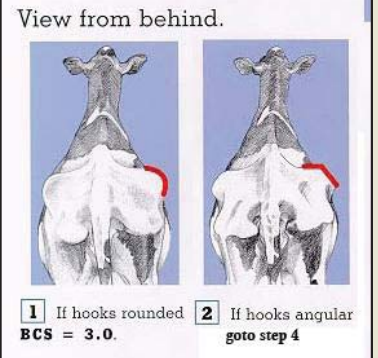 View from behind.
1 If hooks rounded
BCS = 3.0.
2 If hooks angular
goto step 4